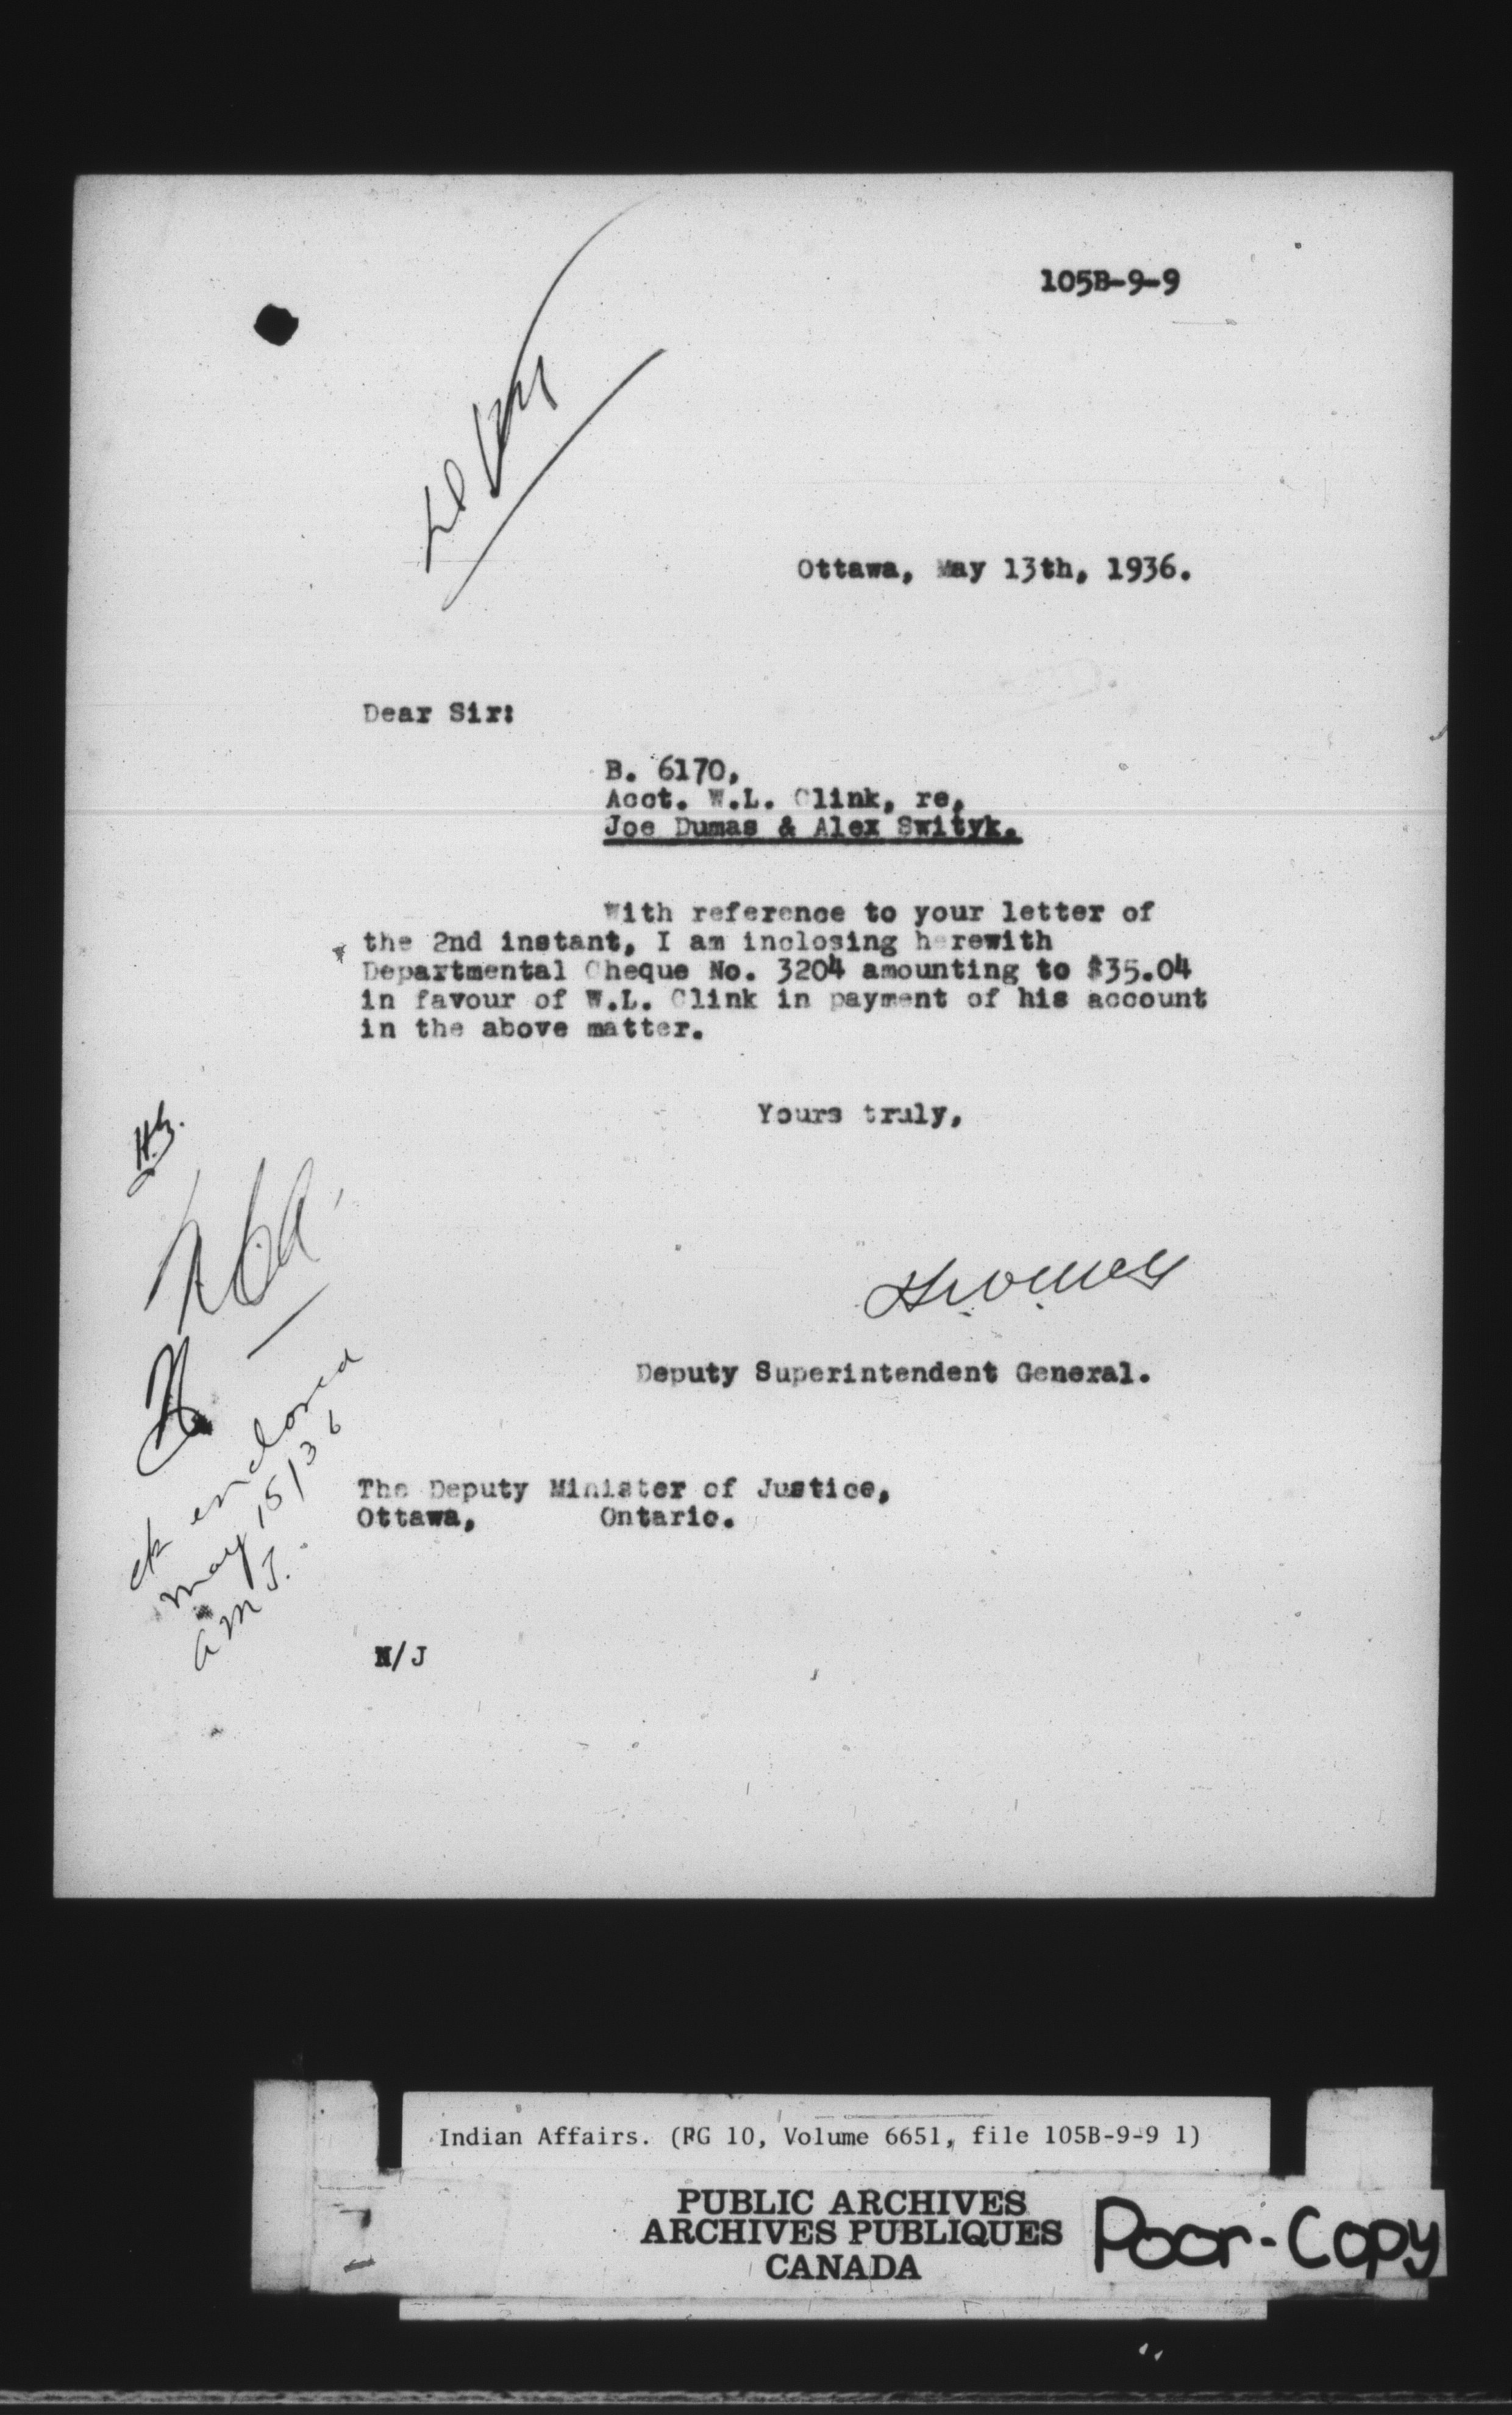 105B-9-9
Ottawa, May 13th, 1936.
Dear Sir:
B. 6170,
Acct. W.L. Clink, re,
Joe Dumas & Alex Swityk.
With reference to your letter of
the 2nd instant, I am inclosing herewith
Departmental Cheque No. 3204 amounting to $35.04
in favour of W.L. Clink in payment of his account
in the above matter.
Yours truly,
Deputy Superintendent General.
ck enclosed
May 15/36
AMJ.
The Deputy Minister of Justice,
Ottawa, Ontario.
M/J
Indian Affairs. (RG 10, Volume 6651, file 105B-9-9 1)
PUBLIC ARCHIVES
ARCHIVES PUBLIQUES
CANADA
Poor-Copy